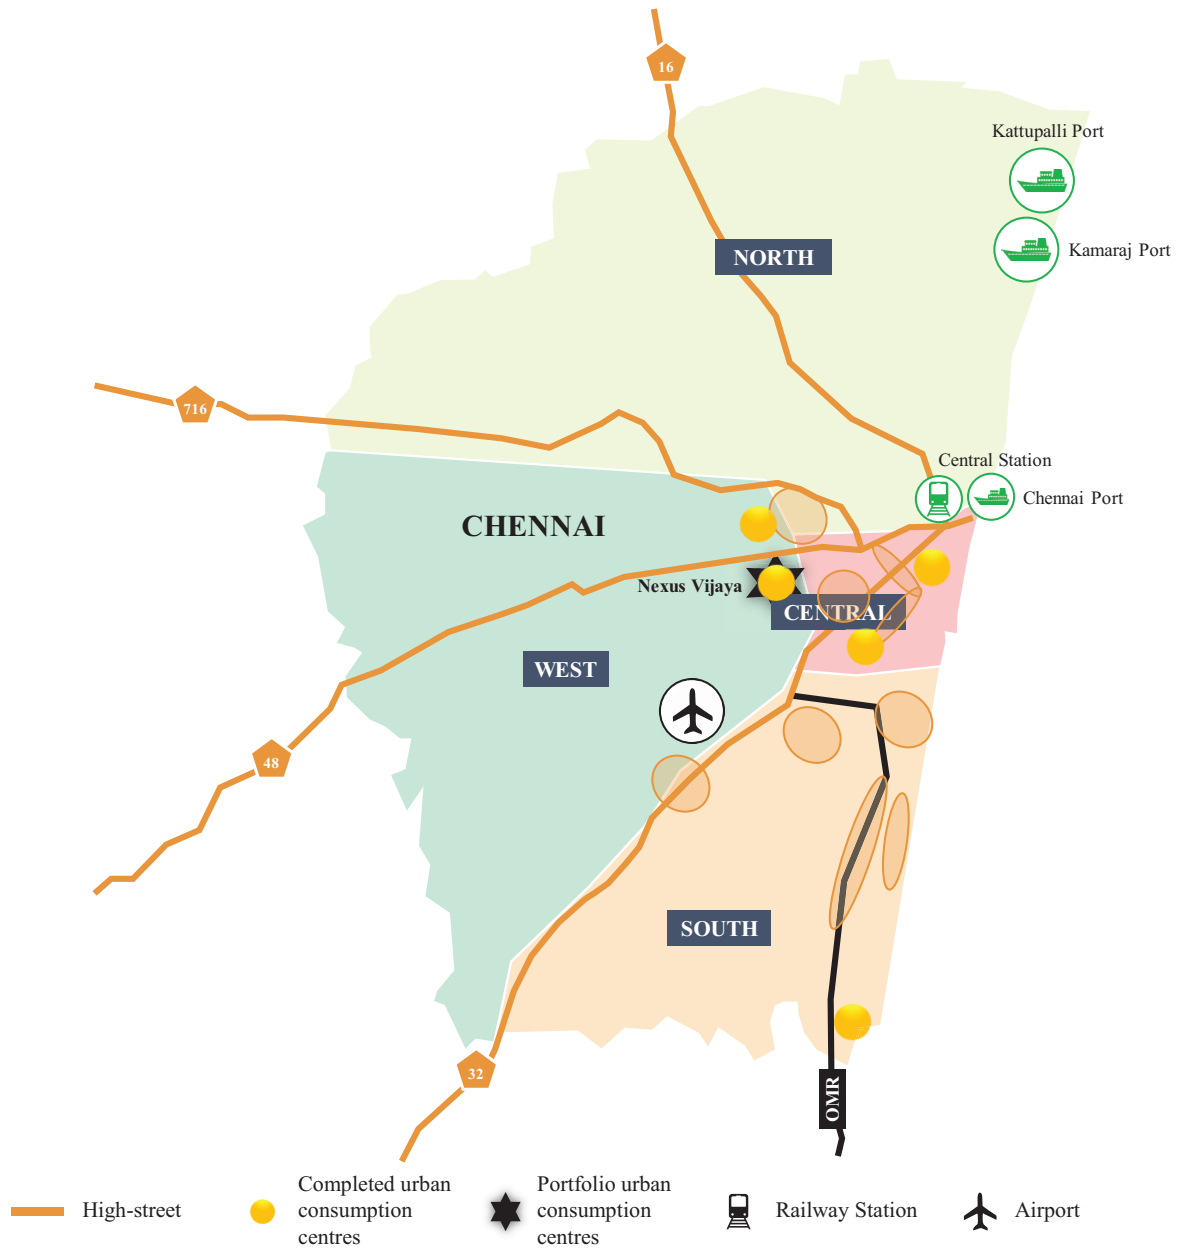 16
Kattupalli Port
NORTH
Kamaraj Port
716
Central Station
Chennai Port
CHENNAI
Nexus Vijaya
CENTRAL
WEST
48
SOUTH
32
OMR
High-street
Completed urban
consumption
centres
Portfolio urban
consumption
centres
Railway Station
Airport